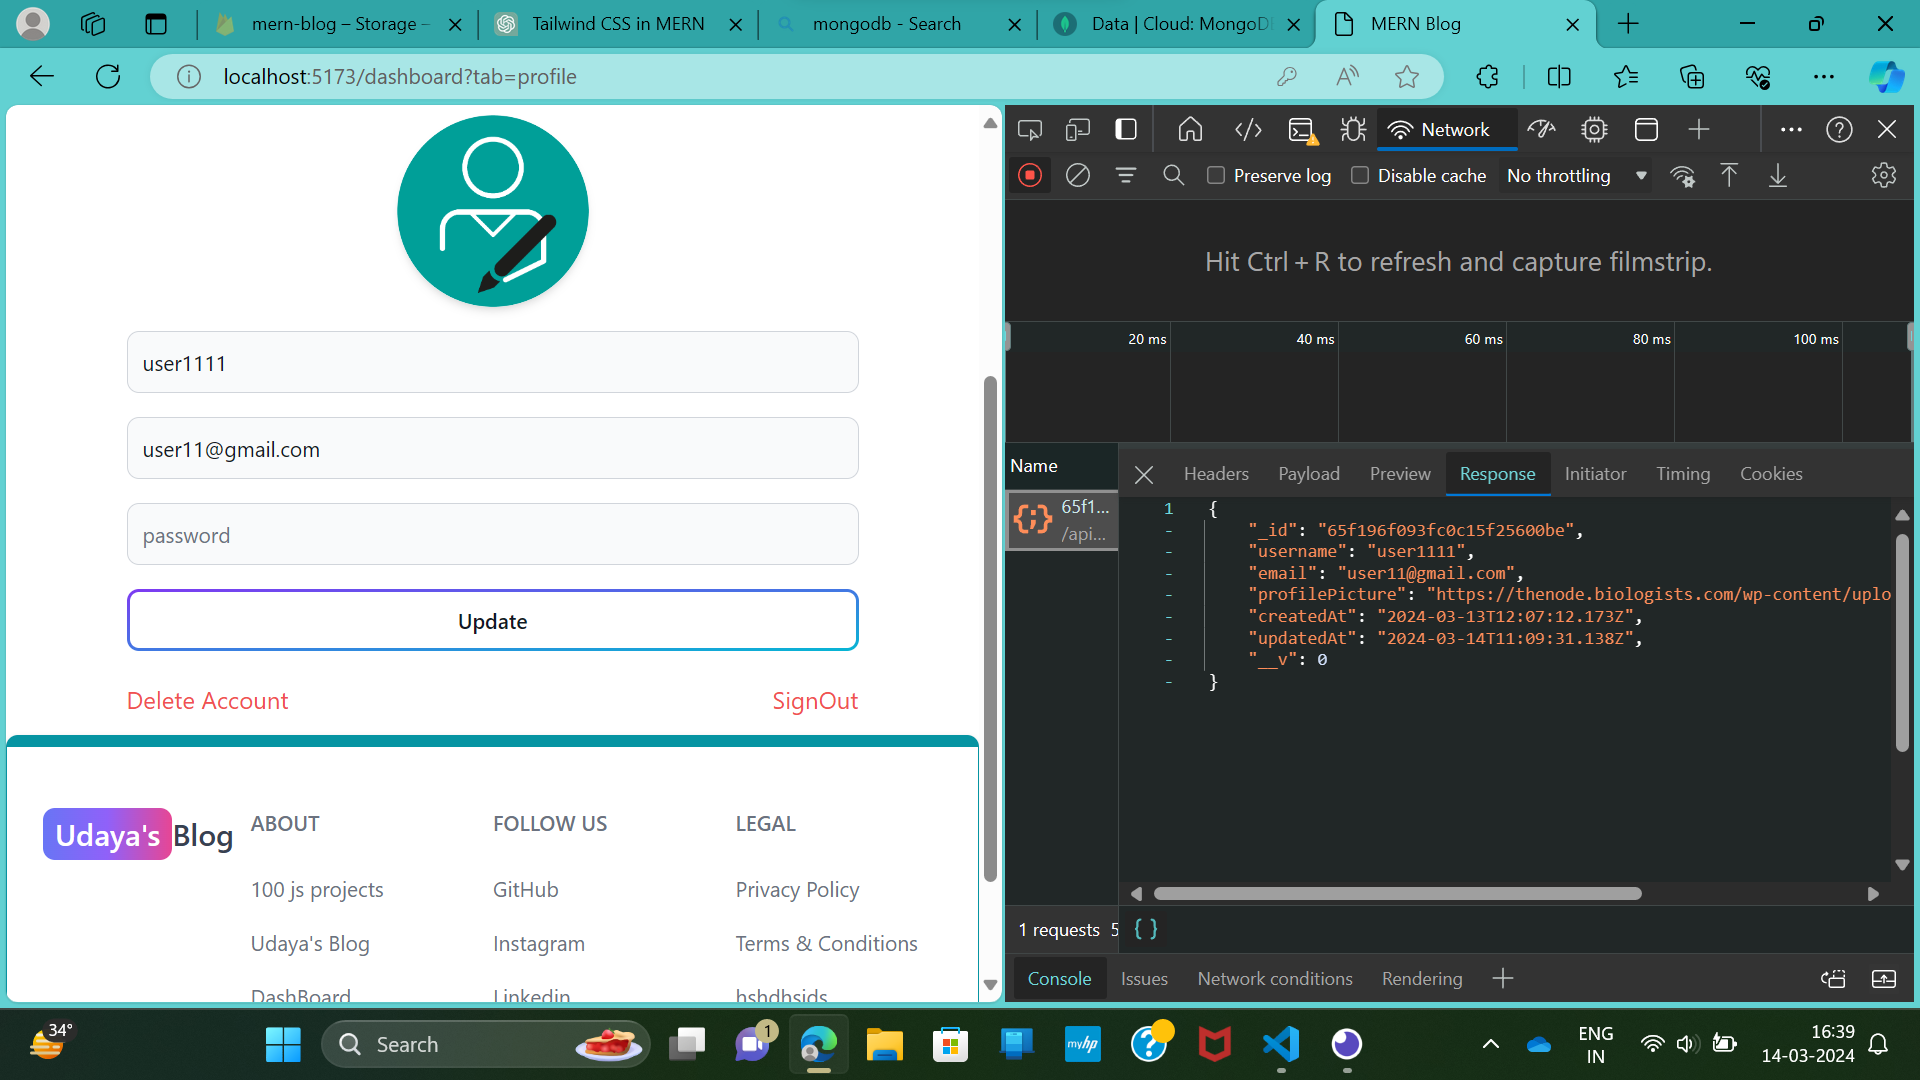 mern-blog – Storage –
Tailwind CSS in MERN
mongodb - Search
Data | Cloud: MongoD
MERN Blog
localhost:5173/dashboard?tab=profile
user1111
user11@gmail.com
password
Update
Delete Account
SignOut
Udaya's Blog
ABOUT
100 js projects
Udaya's Blog
DashBoard
FOLLOW US
GitHub
Instagram
Linkedin
LEGAL
Privacy Policy
Terms & Conditions
hshdhsids
Network
Preserve log
Disable cache
No throttling
Hit Ctrl + R to refresh and capture filmstrip.
20 ms
40 ms
60 ms
80 ms
100 ms
Name
65f1...
/api...
Headers
Payload
Preview
Response
Initiator
Timing
Cookies
1 {
- "_id": "65f196f093fc0c15f25600be",
- "username": "user1111",
- "email": "user11@gmail.com",
- "profilePicture": "https://thenode.biologists.com/wp-content/uplo
- "createdAt": "2024-03-13T12:07:12.173Z",
- "updatedAt": "2024-03-14T11:09:31.138Z",
- "__v": 0
- }
1 requests 5
{ }
Console
Issues
Network conditions
Rendering
34°
Search
1
myhp
ENG
IN
16:39
14-03-2024